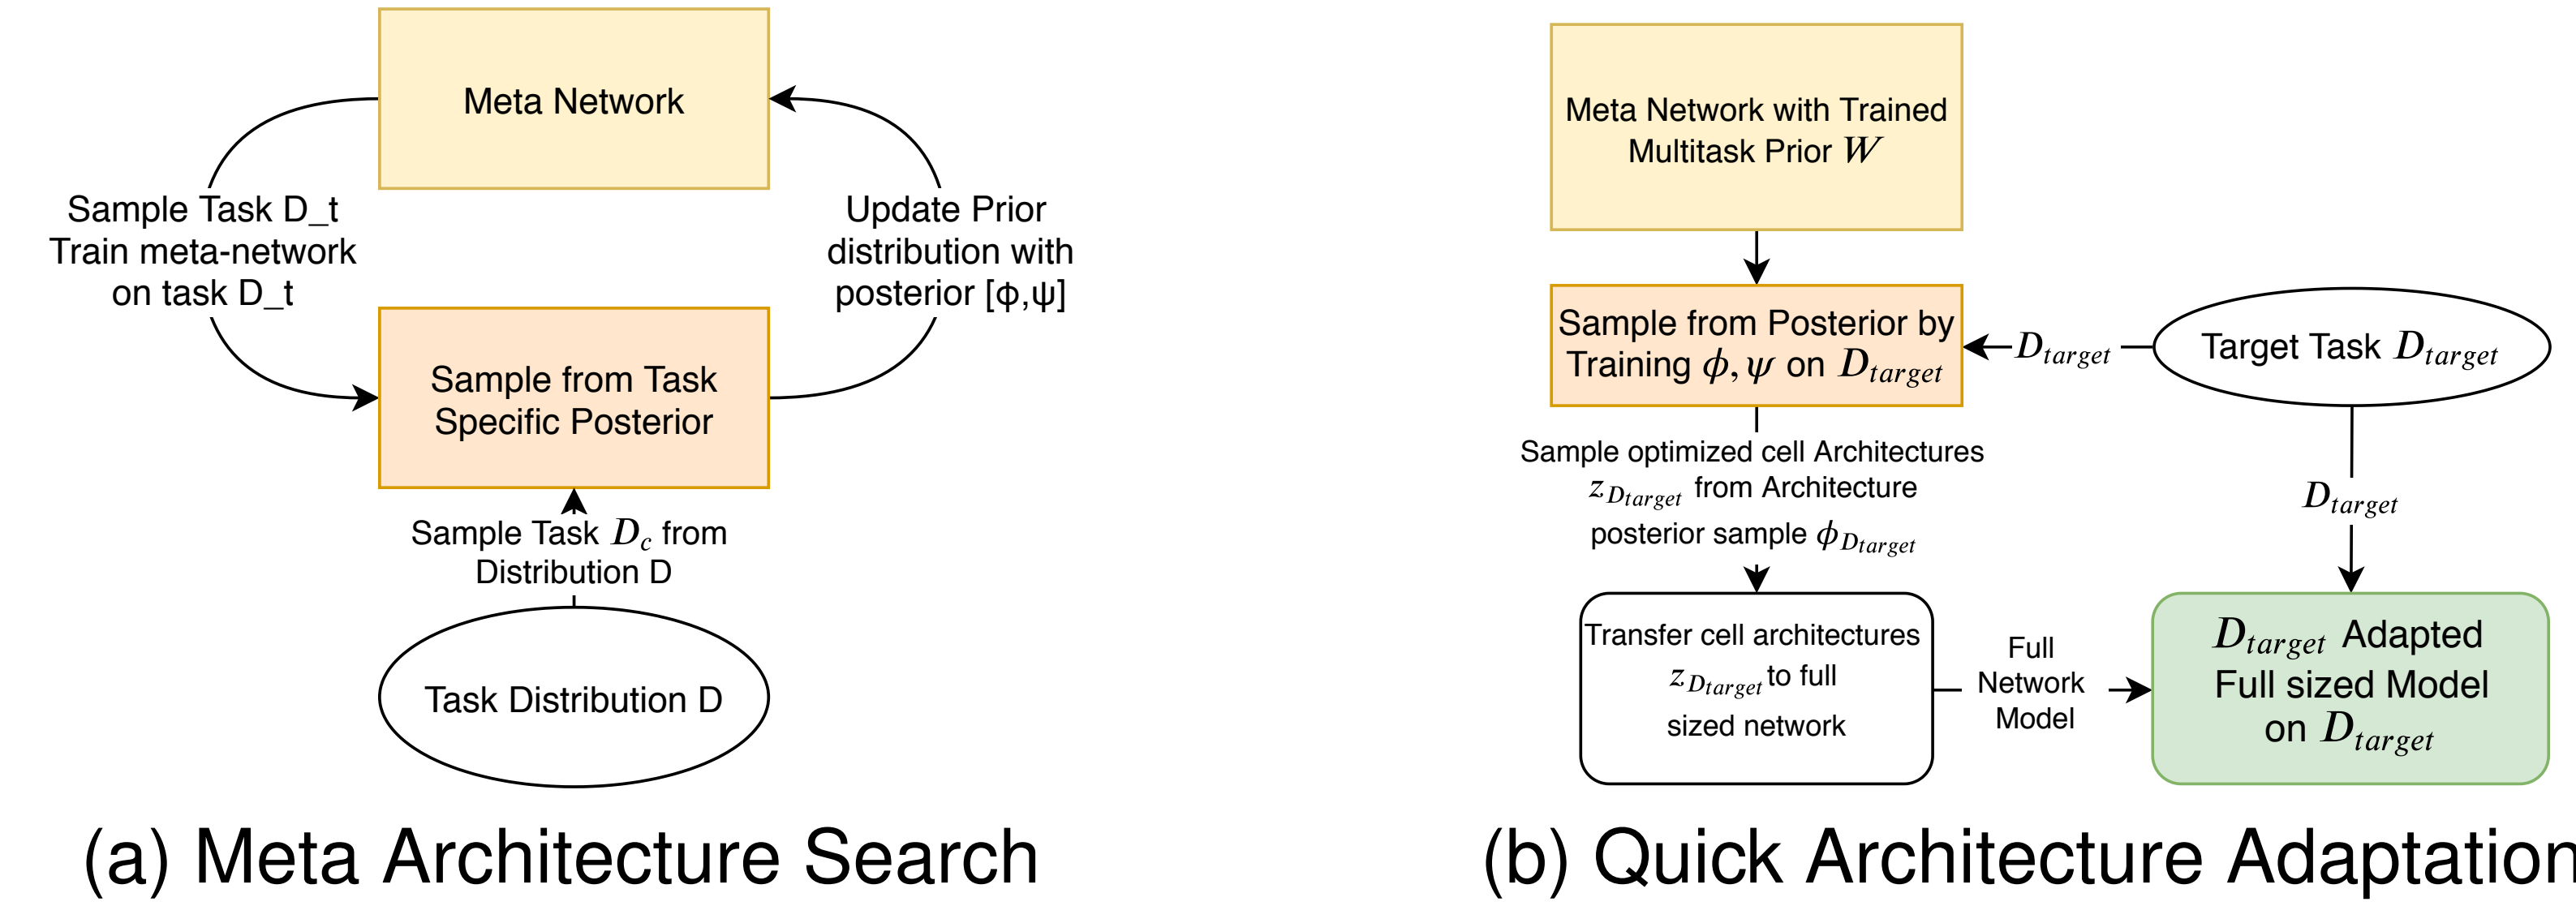 Meta Network
Sample Task D_t
Train meta-network
on task D_t
Update Prior
distribution with
posterior [ϕ,ψ]
Sample from Task
Specific Posterior
Sample Task D_c from
Distribution D
Task Distribution D
(a) Meta Architecture Search
Meta Network with Trained
Multitask Prior W
Sample from Posterior by
Training ϕ, ψ on D_target
D_target
Target Task D_target
Sample optimized cell Architectures
z_D_target from Architecture
posterior sample ϕ_D_target
D_target
Transfer cell architectures
z_D_target to full
sized network
Full
Network
Model
D_target Adapted
Full sized Model
on D_target
(b) Quick Architecture Adaptation